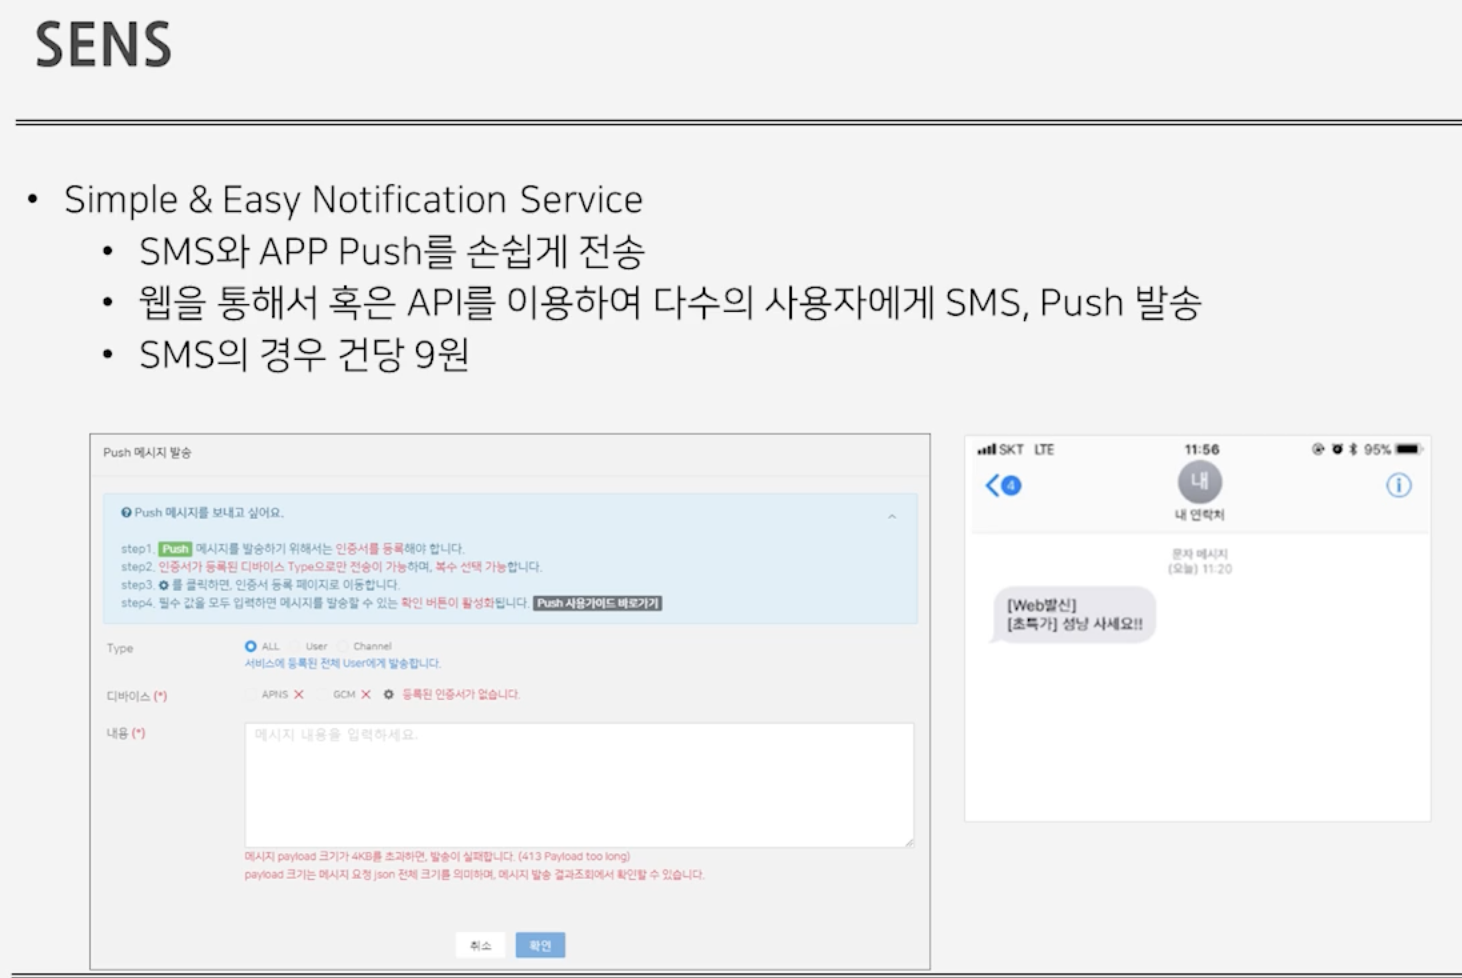 SENS
Simple & Easy Notification Service
SMS와 APP Push를 손쉽게 전송
웹을 통해서 혹은 API를 이용하여 다수의 사용자에게 SMS, Push 발송
SMS의 경우 건당 9원
Push 메시지 발송
Push 메시지를 보내고 싶어요.
step1. Push 메시지를 발송하기 위해서는 인증서를 등록해야 합니다.
step2. 인증서가 등록된 디바이스 Type으로만 전송이 가능하며, 복수 선택 가능합니다.
step3. 를 클릭하면, 인증서 등록 페이지로 이동합니다.
step4. 필수 값을 모두 입력하면 메시지를 발송할 수 있는 확인 버튼이 활성화됩니다. Push 사용가이드 바로가기
Type
ALL User Channel
서비스에 등록된 전체 User에게 발송합니다.
디바이스 (*)
APNS GCM 등록된 인증서가 없습니다.
내용 (*)
메시지 내용을 입력하세요.
메시지 payload 크기가 4KB를 초과하면, 발송이 실패합니다. (413 Payload too long)
payload 크기는 메시지 요청 json 전체 크기를 의미하며, 메시지 발송 결과조회에서 확인할 수 있습니다.
취소 확인
SKT LTE 11:56 95%
4
내
내 연락처
문자 메시지
(오늘) 11:20
[Web발신]
[초특가] 성냥 사세요!!